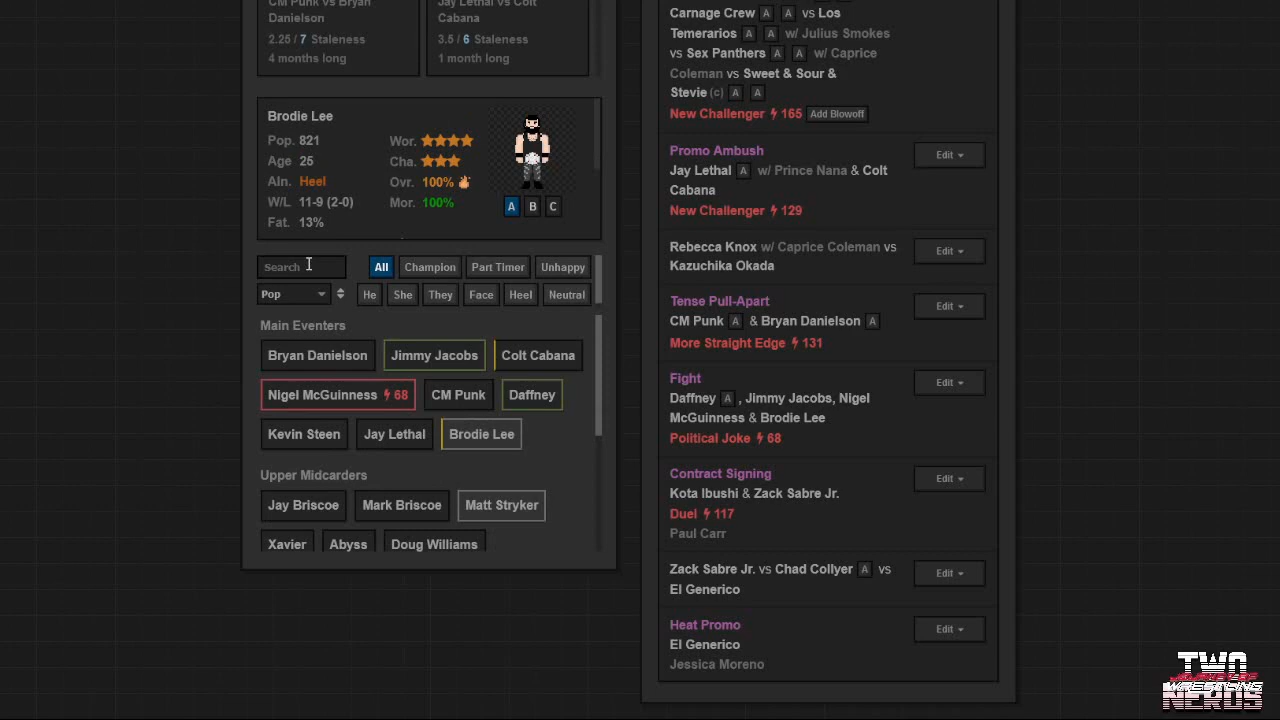 CM Punk vs Bryan
Danielson
2.25 / 7 Staleness
4 months long
Jay Lethal vs Colt
Cabana
3.5 / 6 Staleness
1 month long
Brodie Lee
Pop. 821
Age 25
Aln. Heel
W/L 11-9 (2-0)
Fat. 13%
Wor.
Cha.
Ovr. 100%
Mor. 100%
A B C
Search All Champion Part Timer Unhappy
Pop He She They Face Heel Neutral
Main Eventers
Bryan Danielson Jimmy Jacobs Colt Cabana
Nigel McGuinness 68 CM Punk Daffney
Kevin Steen Jay Lethal Brodie Lee
Upper Midcarders
Jay Briscoe Mark Briscoe Matt Stryker
Xavier Abyss Doug Williams
Carnage Crew A A vs Los
Temerarios A A w/ Julius Smokes
vs Sex Panthers A A w/ Caprice
Coleman vs Sweet & Sour &
Stevie (c) A A
New Challenger 165 Add Blowoff
Promo Ambush Edit
Jay Lethal A w/ Prince Nana & Colt
Cabana
New Challenger 129
Rebecca Knox w/ Caprice Coleman vs Edit
Kazuchika Okada
Tense Pull-Apart Edit
CM Punk A & Bryan Danielson A
More Straight Edge 131
Fight Edit
Daffney A , Jimmy Jacobs, Nigel
McGuinness & Brodie Lee
Political Joke 68
Contract Signing Edit
Kota Ibushi & Zack Sabre Jr.
Duel 117
Paul Carr
Zack Sabre Jr. vs Chad Collyer A vs Edit
El Generico
Heat Promo Edit
El Generico
Jessica Moreno
TWO
JOURNEY OF
WRESTLING
NERDS